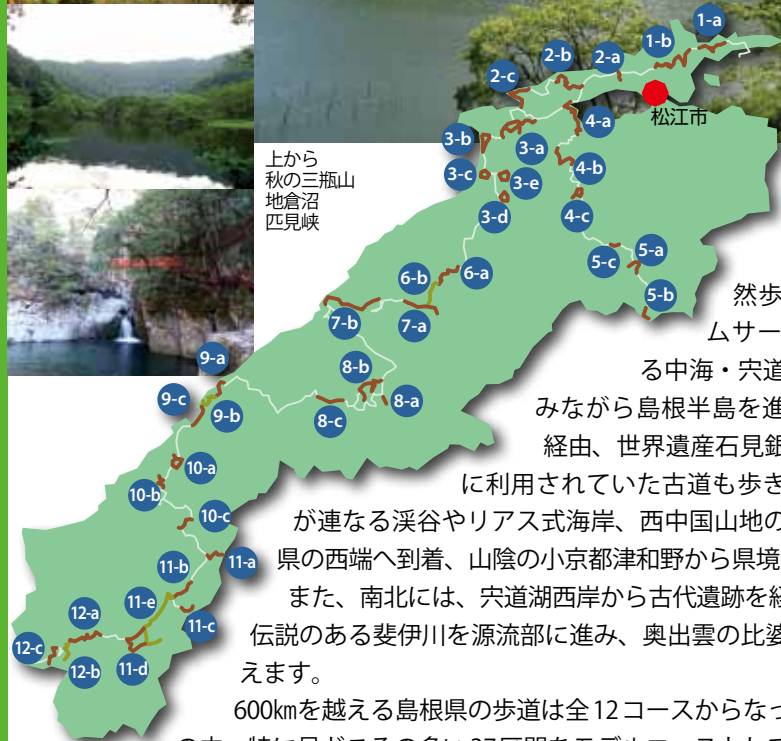 1-a
1-b
2-a
2-b
2-c
松江市
4-a
3-b
3-a
4-b
3-c
3-e
3-d
4-c
5-a
5-c
5-b
6-b
6-a
7-b
7-a
9-a
8-b
9-c
9-b
8-c
8-a
10-a
10-b
10-c
11-b
11-a
11-e
12-a
11-c
12-c
12-b
11-d
上から
秋の三瓶山
地倉沼
匹見峡
然歩
ムサー
る中海・宍道
みながら島根半島を進
経由、世界遺産石見銀
に利用されていた古道も歩き
が連なる渓谷やリアス式海岸、西中国山地の
県の西端へ到着、山陰の小京都津和野から県境
また、南北には、宍道湖西岸から古代遺跡を経
伝説のある斐伊川を源流部に進み、奥出雲の比婆
えます。
600㎞を越える島根県の歩道は全12コースからなっ